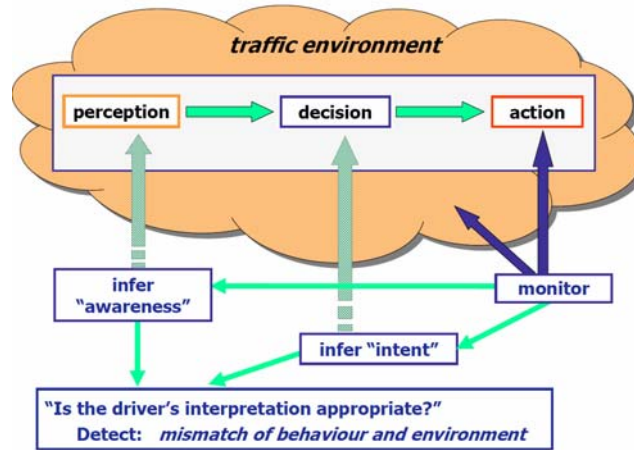 traffic environment
perception
decision
action
infer
“awareness”
monitor
infer “intent”
“Is the driver’s interpretation appropriate?”
Detect: mismatch of behaviour and environment